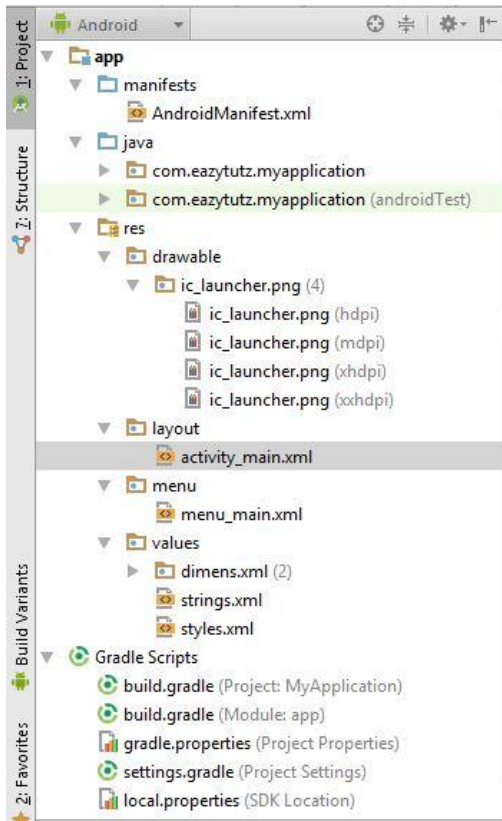 Android
1: Project
7: Structure
Build Variants
2: Favorites
app
manifests
AndroidManifest.xml
java
com.eazytutz.myapplication
com.eazytutz.myapplication (androidTest)
res
drawable
ic_launcher.png (4)
ic_launcher.png (hdpi)
ic_launcher.png (mdpi)
ic_launcher.png (xhdpi)
ic_launcher.png (xxhdpi)
layout
activity_main.xml
menu
menu_main.xml
values
dimens.xml (2)
strings.xml
styles.xml
Gradle Scripts
build.gradle (Project: MyApplication)
build.gradle (Module: app)
gradle.properties (Project Properties)
settings.gradle (Project Settings)
local.properties (SDK Location)